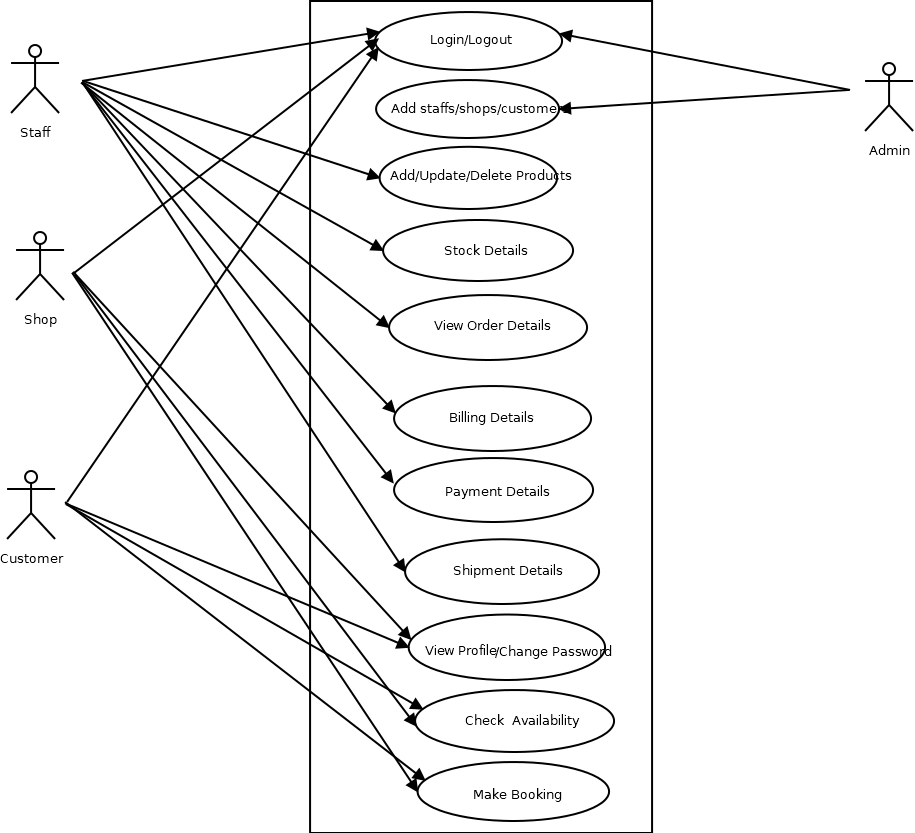 Login/Logout
Staff
Add staffs/shops/customer
Admin
Add/Update/Delete Products
Stock Details
Shop
View Order Details
Billing Details
Payment Details
Customer
Shipment Details
View Profile/Change Password
Check  Availability
Make Booking